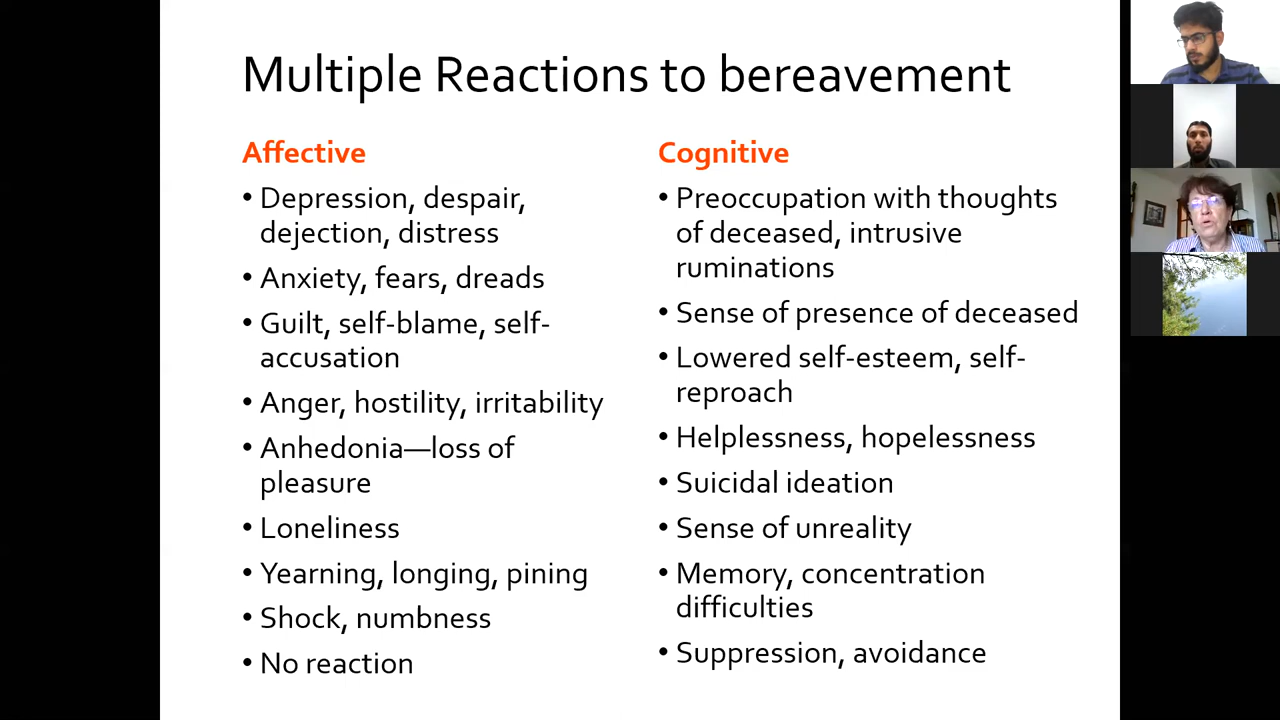 Multiple Reactions to bereavement
Affective
• Depression, despair,
dejection, distress
• Anxiety, fears, dreads
• Guilt, self-blame, self-
accusation
• Anger, hostility, irritability
• Anhedonia—loss of
pleasure
• Loneliness
• Yearning, longing, pining
• Shock, numbness
• No reaction
Cognitive
• Preoccupation with thoughts
of deceased, intrusive
ruminations
• Sense of presence of deceased
• Lowered self-esteem, self-
reproach
• Helplessness, hopelessness
• Suicidal ideation
• Sense of unreality
• Memory, concentration
difficulties
• Suppression, avoidance